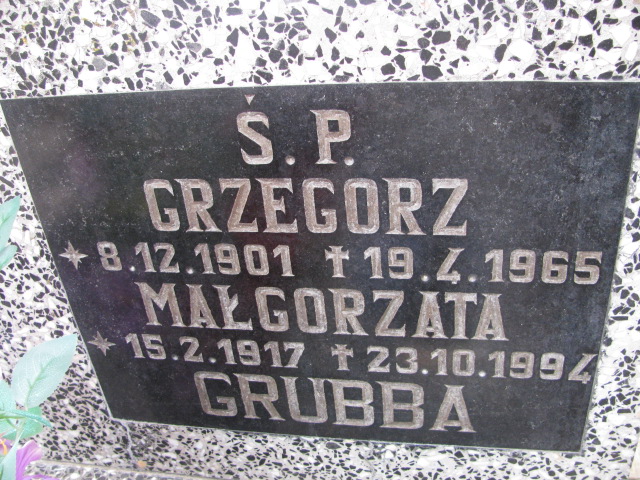 Ś. P.
GRZEGORZ
* 8.12.1901 ✝ 19.4.1965
MAŁGORZATA
* 15.2.1917 ✝ 23.10.1994
GRUBBA